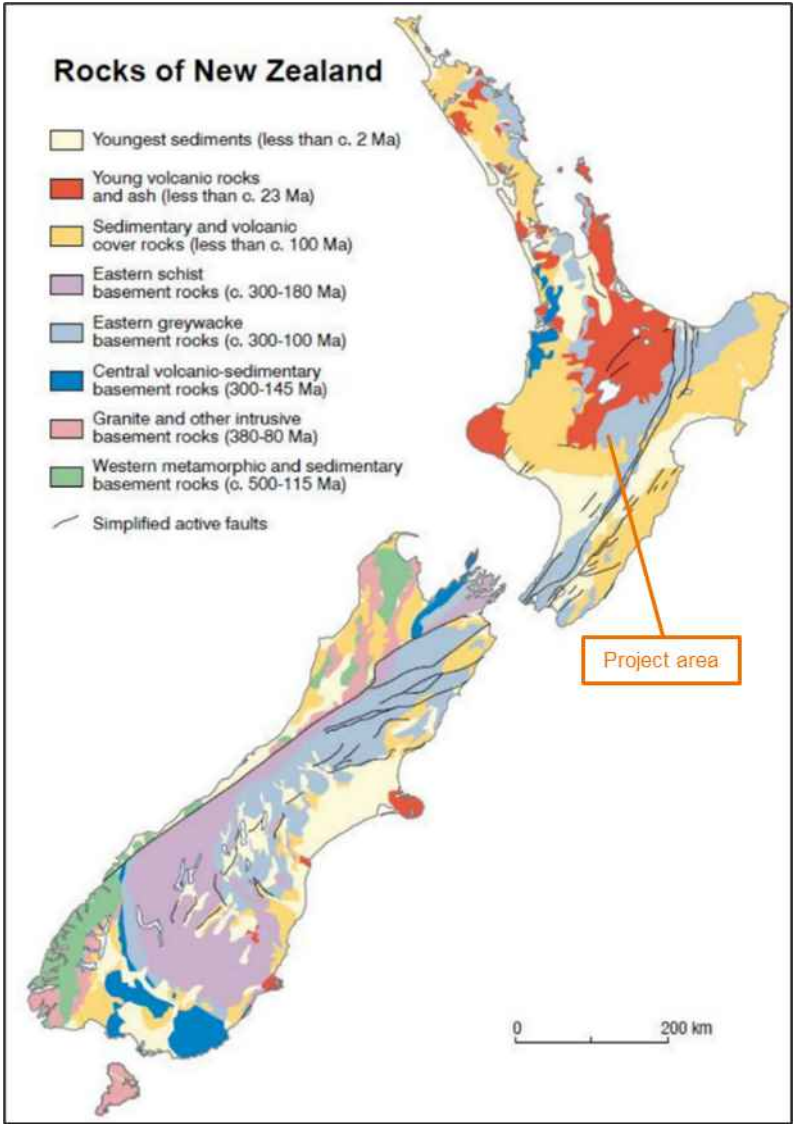 Rocks of New Zealand
Youngest sediments (less than c. 2 Ma)
Young volcanic rocks
and ash (less than c. 23 Ma)
Sedimentary and volcanic
cover rocks (less than c. 100 Ma)
Eastern schist
basement rocks (c. 300-180 Ma)
Eastern greywacke
basement rocks (c. 300-100 Ma)
Central volcanic-sedimentary
basement rocks (300-145 Ma)
Granite and other intrusive
basement rocks (380-80 Ma)
Western metamorphic and sedimentary
basement rocks (c. 500-115 Ma)
Simplified active faults
Project area
0 200 km